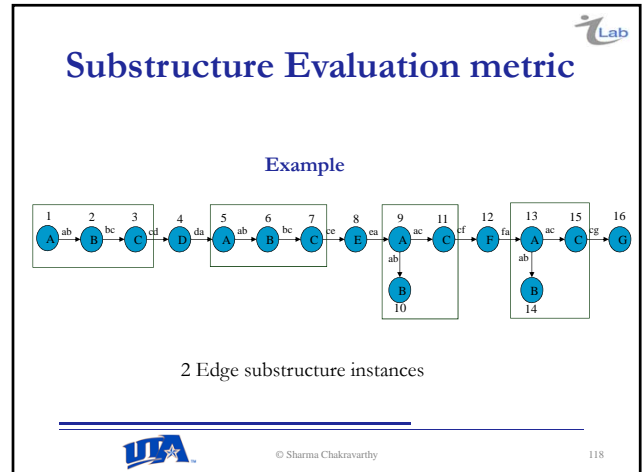 Lab
Substructure Evaluation metric
Example
1 2 3 4 5 6 7 8 9 11 12 13 15 16
A ab B bc C cd D da A ab B bc C ce E ea A ac C cf F fa A ac C cg G
ab ab
B B
10 14
2 Edge substructure instances
UTA © Sharma Chakravarthy 118